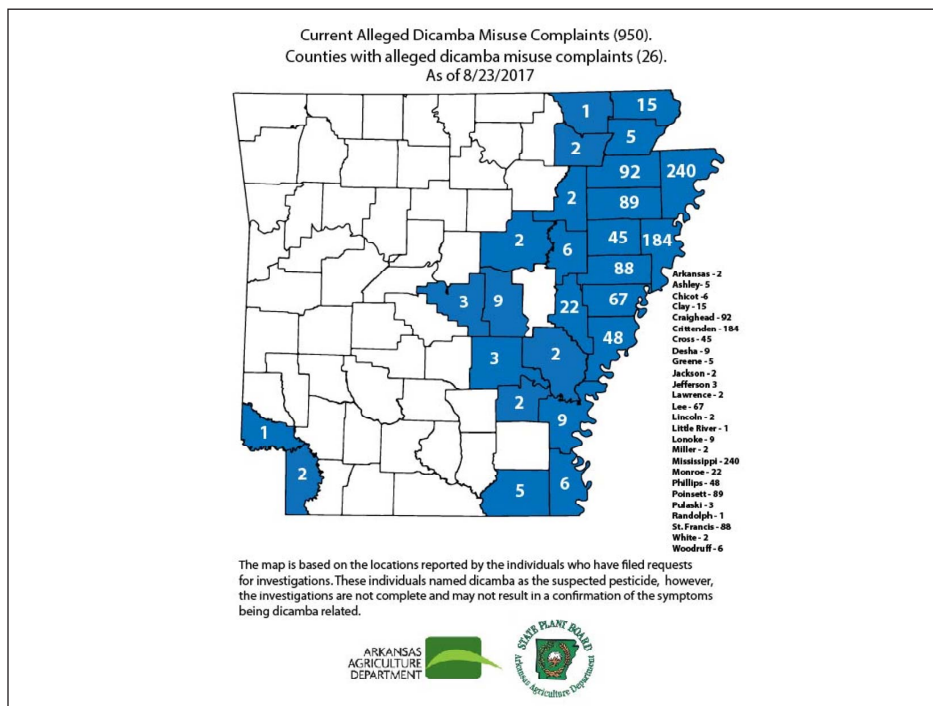 Current Alleged Dicamba Misuse Complaints (950).
Counties with alleged dicamba misuse complaints (26).
As of 8/23/2017
1
15
2
5
92
240
2
89
2
6
45
184
88
3
9
22
67
48
3
2
2
9
1
2
5
6
Arkansas - 2
Ashley- 5
Chicot -6
Clay - 15
Craighead - 92
Crittenden - 184
Cross - 45
Desha - 9
Greene - 5
Jackson - 2
Jefferson 3
Lawrence - 2
Lee - 67
Lincoln - 2
Little River - 1
Lonoke - 9
Miller - 2
Mississippi - 240
Monroe - 22
Phillips - 48
Poinsett - 89
Pulaski - 3
Randolph - 1
St. Francis - 88
White - 2
Woodruff - 6
The map is based on the locations reported by the individuals who have filed requests
for investigations. These individuals named dicamba as the suspected pesticide, however,
the investigations are not complete and may not result in a confirmation of the symptoms
being dicamba related.
ARKANSAS
AGRICULTURE
DEPARTMENT
STATE PLANT BOARD
Arkansas Agriculture Department